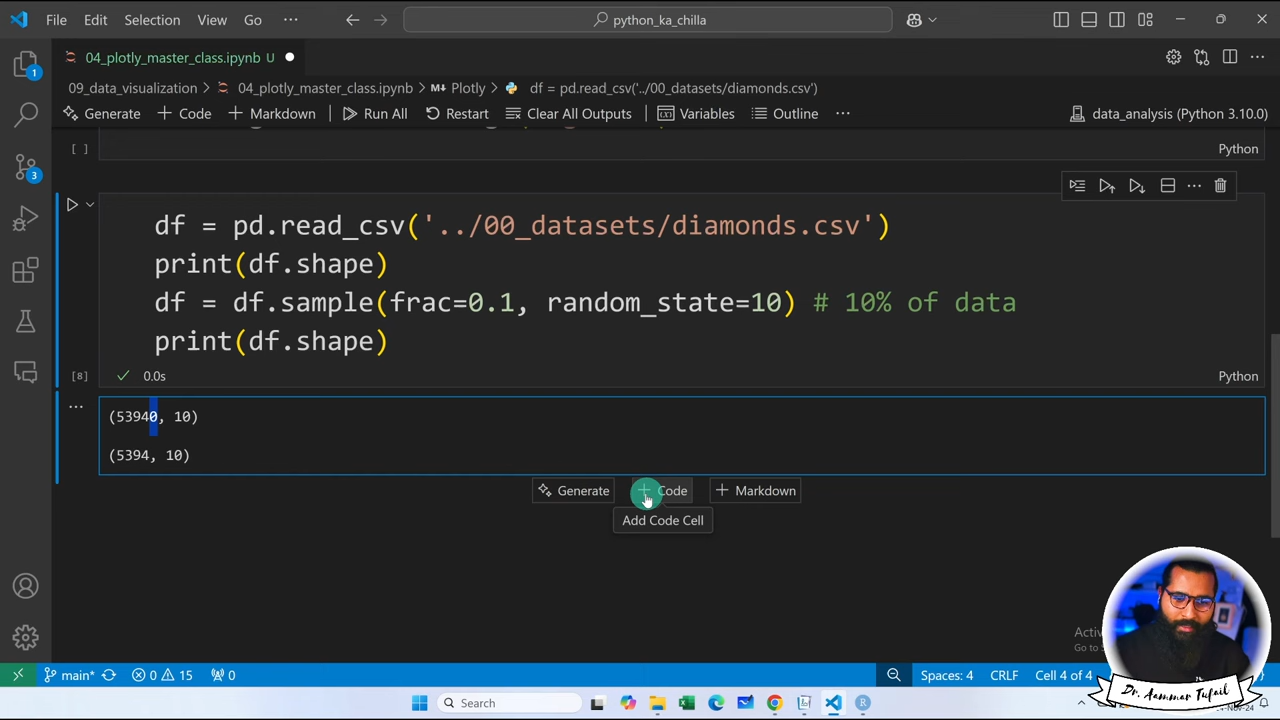 File Edit Selection View Go ··· python_ka_chilla
04_plotly_master_class.ipynb U
09_data_visualization > 04_plotly_master_class.ipynb > M↓ Plotly > df = pd.read_csv('../00_datasets/diamonds.csv')
Generate + Code + Markdown Run All Restart Clear All Outputs Variables Outline ··· data_analysis (Python 3.10.0)
[ ] Python
df = pd.read_csv('../00_datasets/diamonds.csv')
print(df.shape)
df = df.sample(frac=0.1, random_state=10) # 10% of data
print(df.shape)
[8] 0.0s Python
(53940, 10)
(5394, 10)
Generate + Code + Markdown
Add Code Cell
1
3
main* 0 15 0 Spaces: 4 CRLF Cell 4 of 4
Search
Dr. Aammar Tufail